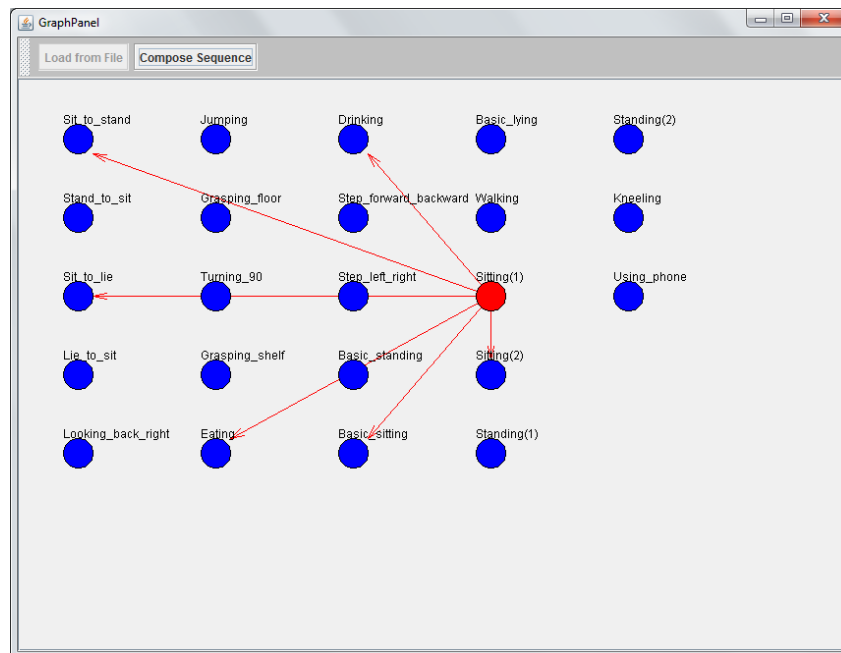 GraphPanel
Load from File Compose Sequence
Sit_to_stand Jumping Drinking Basic_lying Standing(2)
Stand_to_sit Grasping_floor Step_forward_backward Walking Kneeling
Sit_to_lie Turning_90 Step_left_right Sitting(1) Using_phone
Lie_to_sit Grasping_shelf Basic_standing Sitting(2)
Looking_back_right Eating Basic_sitting Standing(1)